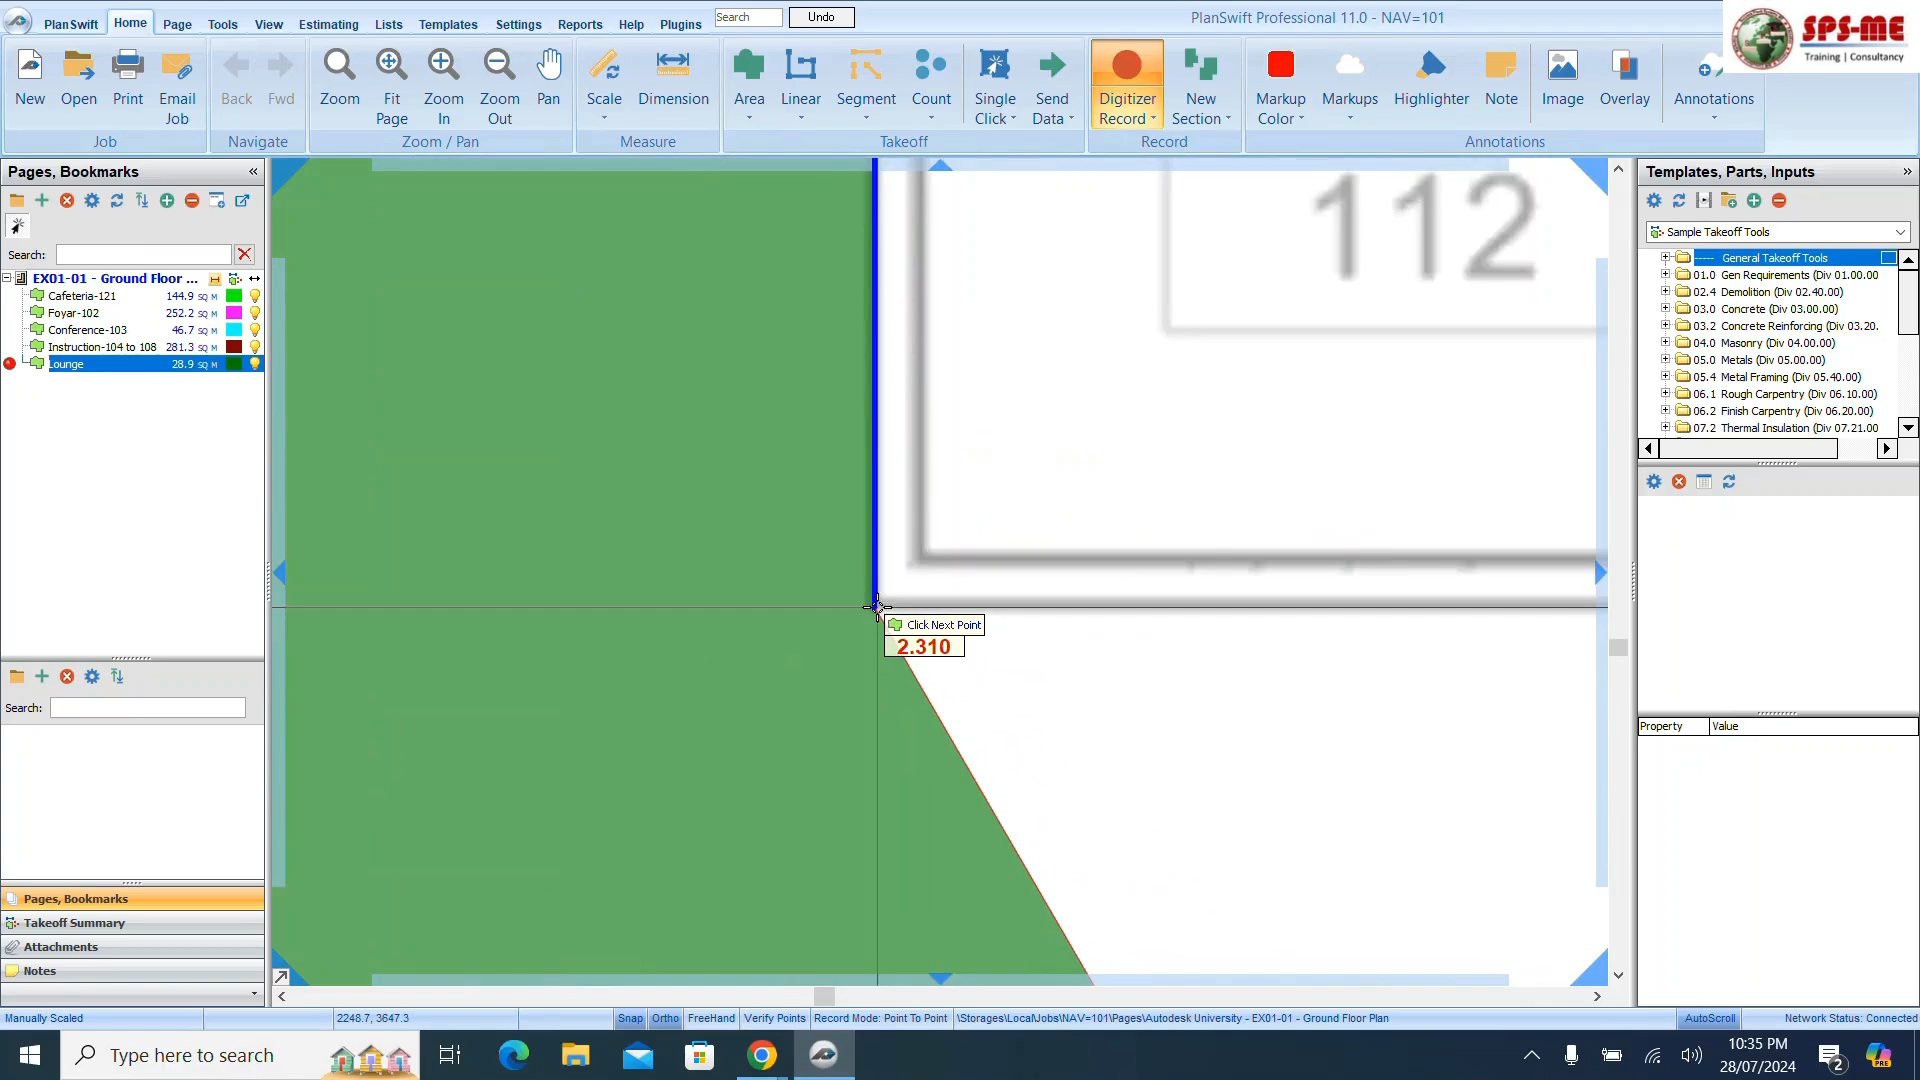 PlanSwift Home Page Tools View Estimating Lists Templates Settings Reports Help Plugins Search Undo PlanSwift Professional 11.0 - NAV=101
SPS-ME
Training | Consultancy
New Open Print Email Job Back Fwd Zoom Fit Page Zoom In Zoom Out Pan Scale Dimension Area Linear Segment Count Single Click Send Data Digitizer Record New Section Markup Color Markups Highlighter Note Image Overlay Annotations
Job Navigate Zoom / Pan Measure Takeoff Record Annotations
Pages, Bookmarks
Search:
EX01-01 - Ground Floor ...
Cafeteria-121 144.9 SQ M
Foyar-102 252.2 SQ M
Conference-103 46.7 SQ M
Instruction-104 to 108 281.3 SQ M
Lounge 28.9 SQ M
Search:
Pages, Bookmarks
Takeoff Summary
Attachments
Notes
112
Click Next Point
2.310
Templates, Parts, Inputs
Sample Takeoff Tools
----- General Takeoff Tools
01.0 Gen Requirements (Div 01.00.00
02.4 Demolition (Div 02.40.00)
03.0 Concrete (Div 03.00.00)
03.2 Concrete Reinforcing (Div 03.20.
04.0 Masonry (Div 04.00.00)
05.0 Metals (Div 05.00.00)
05.4 Metal Framing (Div 05.40.00)
06.1 Rough Carpentry (Div 06.10.00)
06.2 Finish Carpentry (Div 06.20.00)
07.2 Thermal Insulation (Div 07.21.00
Property Value
Manually Scaled 2248.7, 3647.3 Snap Ortho FreeHand Verify Points Record Mode: Point To Point \Storages\LocalJobs\NAV=101\Pages\Autodesk University - EX01-01 - Ground Floor Plan AutoScroll Network Status: Connected
Type here to search
10:35 PM
28/07/2024
2
PRE